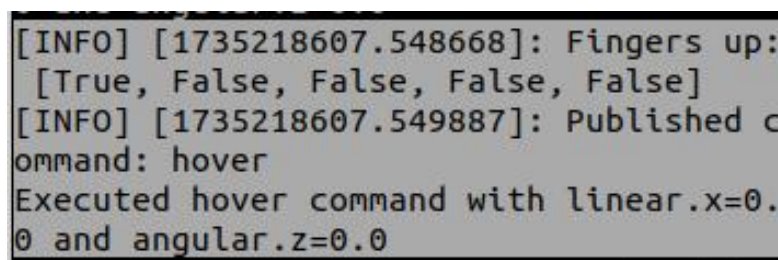 [INFO] [1735218607.548668]: Fingers up:
[True, False, False, False, False]
[INFO] [1735218607.549887]: Published c
ommand: hover
Executed hover command with linear.x=0.
0 and angular.z=0.0